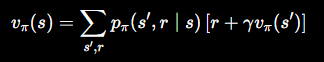 v_π(s) = ∑_{s',r} p_π(s', r | s) [r + γv_π(s')]